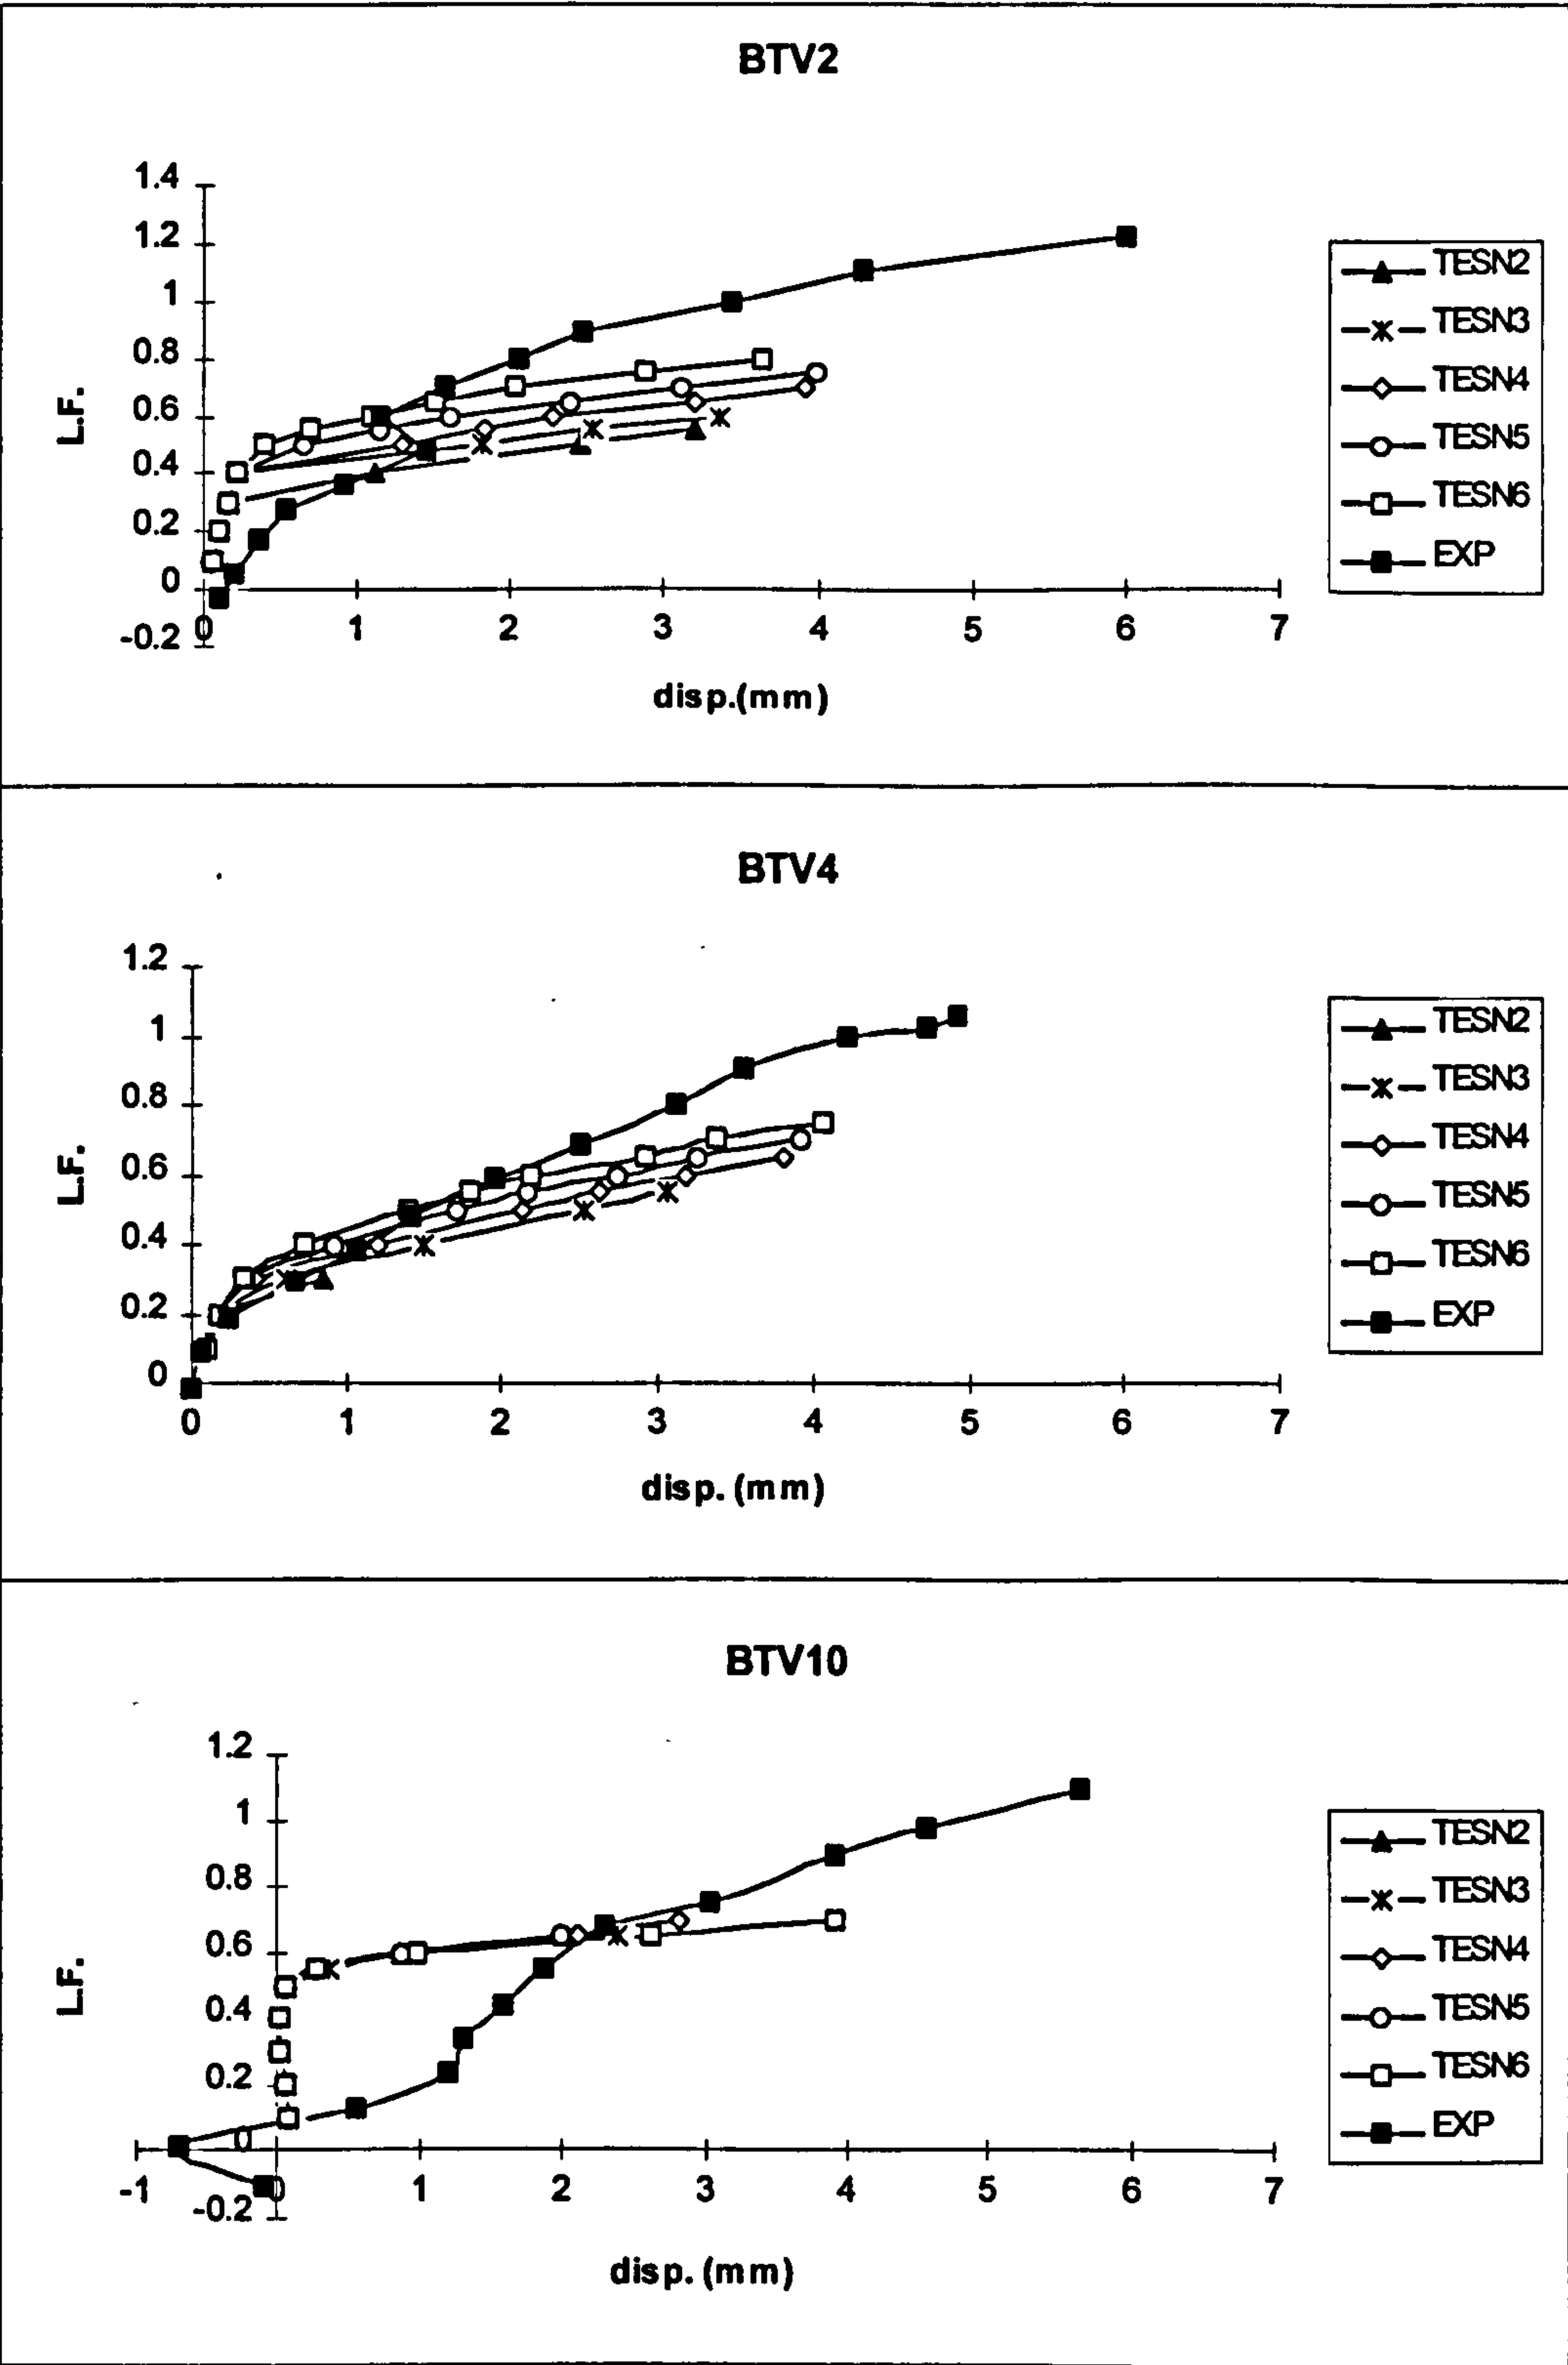 BTV2
1.4
1.2
1
0.8
0.6
0.4
0.2
0
-0.2
L.F.
0 1 2 3 4 5 6 7
disp.(mm)
TESN2
TESN3
TESN4
TESN5
TESN6
EXP
BTV4
1.2
1
0.8
0.6
0.4
0.2
0
L.F.
0 1 2 3 4 5 6 7
disp. (mm)
TESN2
TESN3
TESN4
TESN5
TESN6
EXP
BTV10
1.2
1
0.8
0.6
0.4
0.2
0
-0.2
L.F.
-1 0 1 2 3 4 5 6 7
disp. (mm)
TESN2
TESN3
TESN4
TESN5
TESN6
EXP